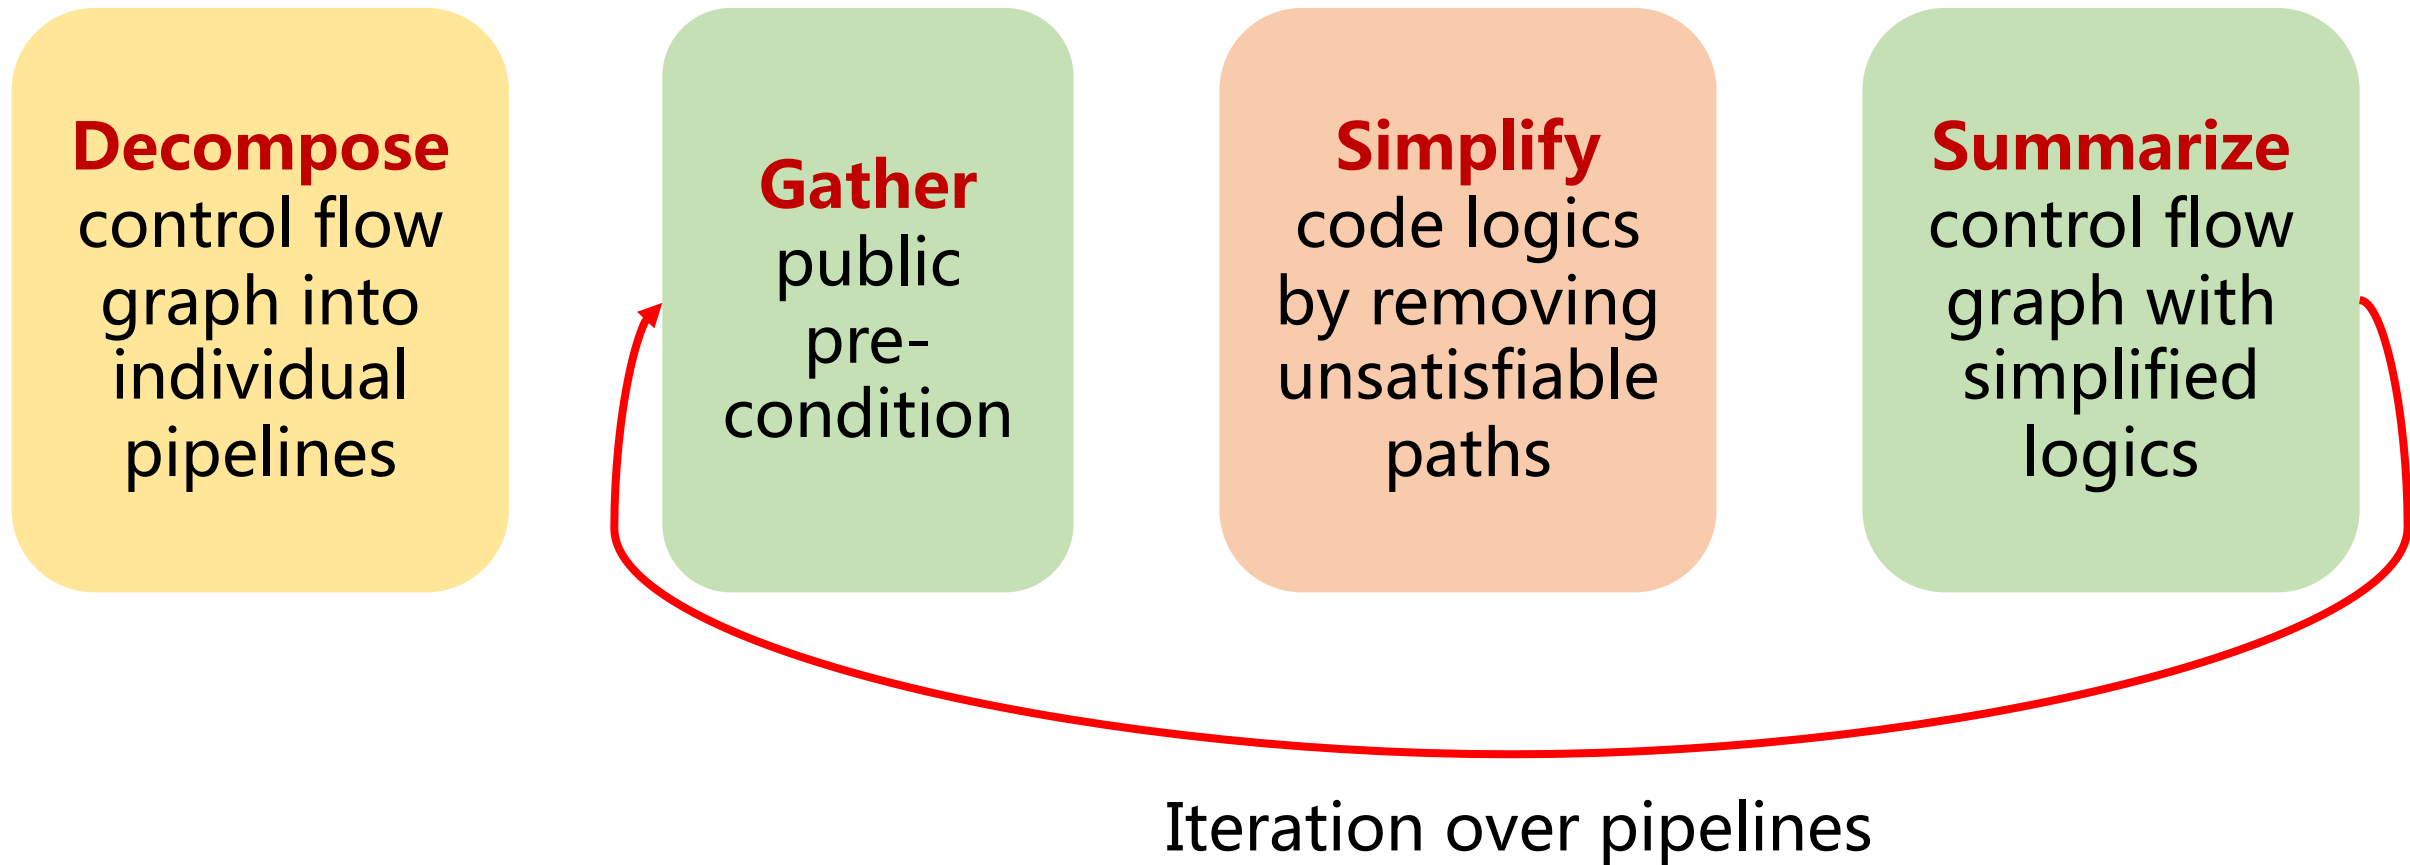 Decompose
control flow
graph into
individual
pipelines
Gather
public
pre-
condition
Simplify
code logics
by removing
unsatisfiable
paths
Summarize
control flow
graph with
simplified
logics
Iteration over pipelines